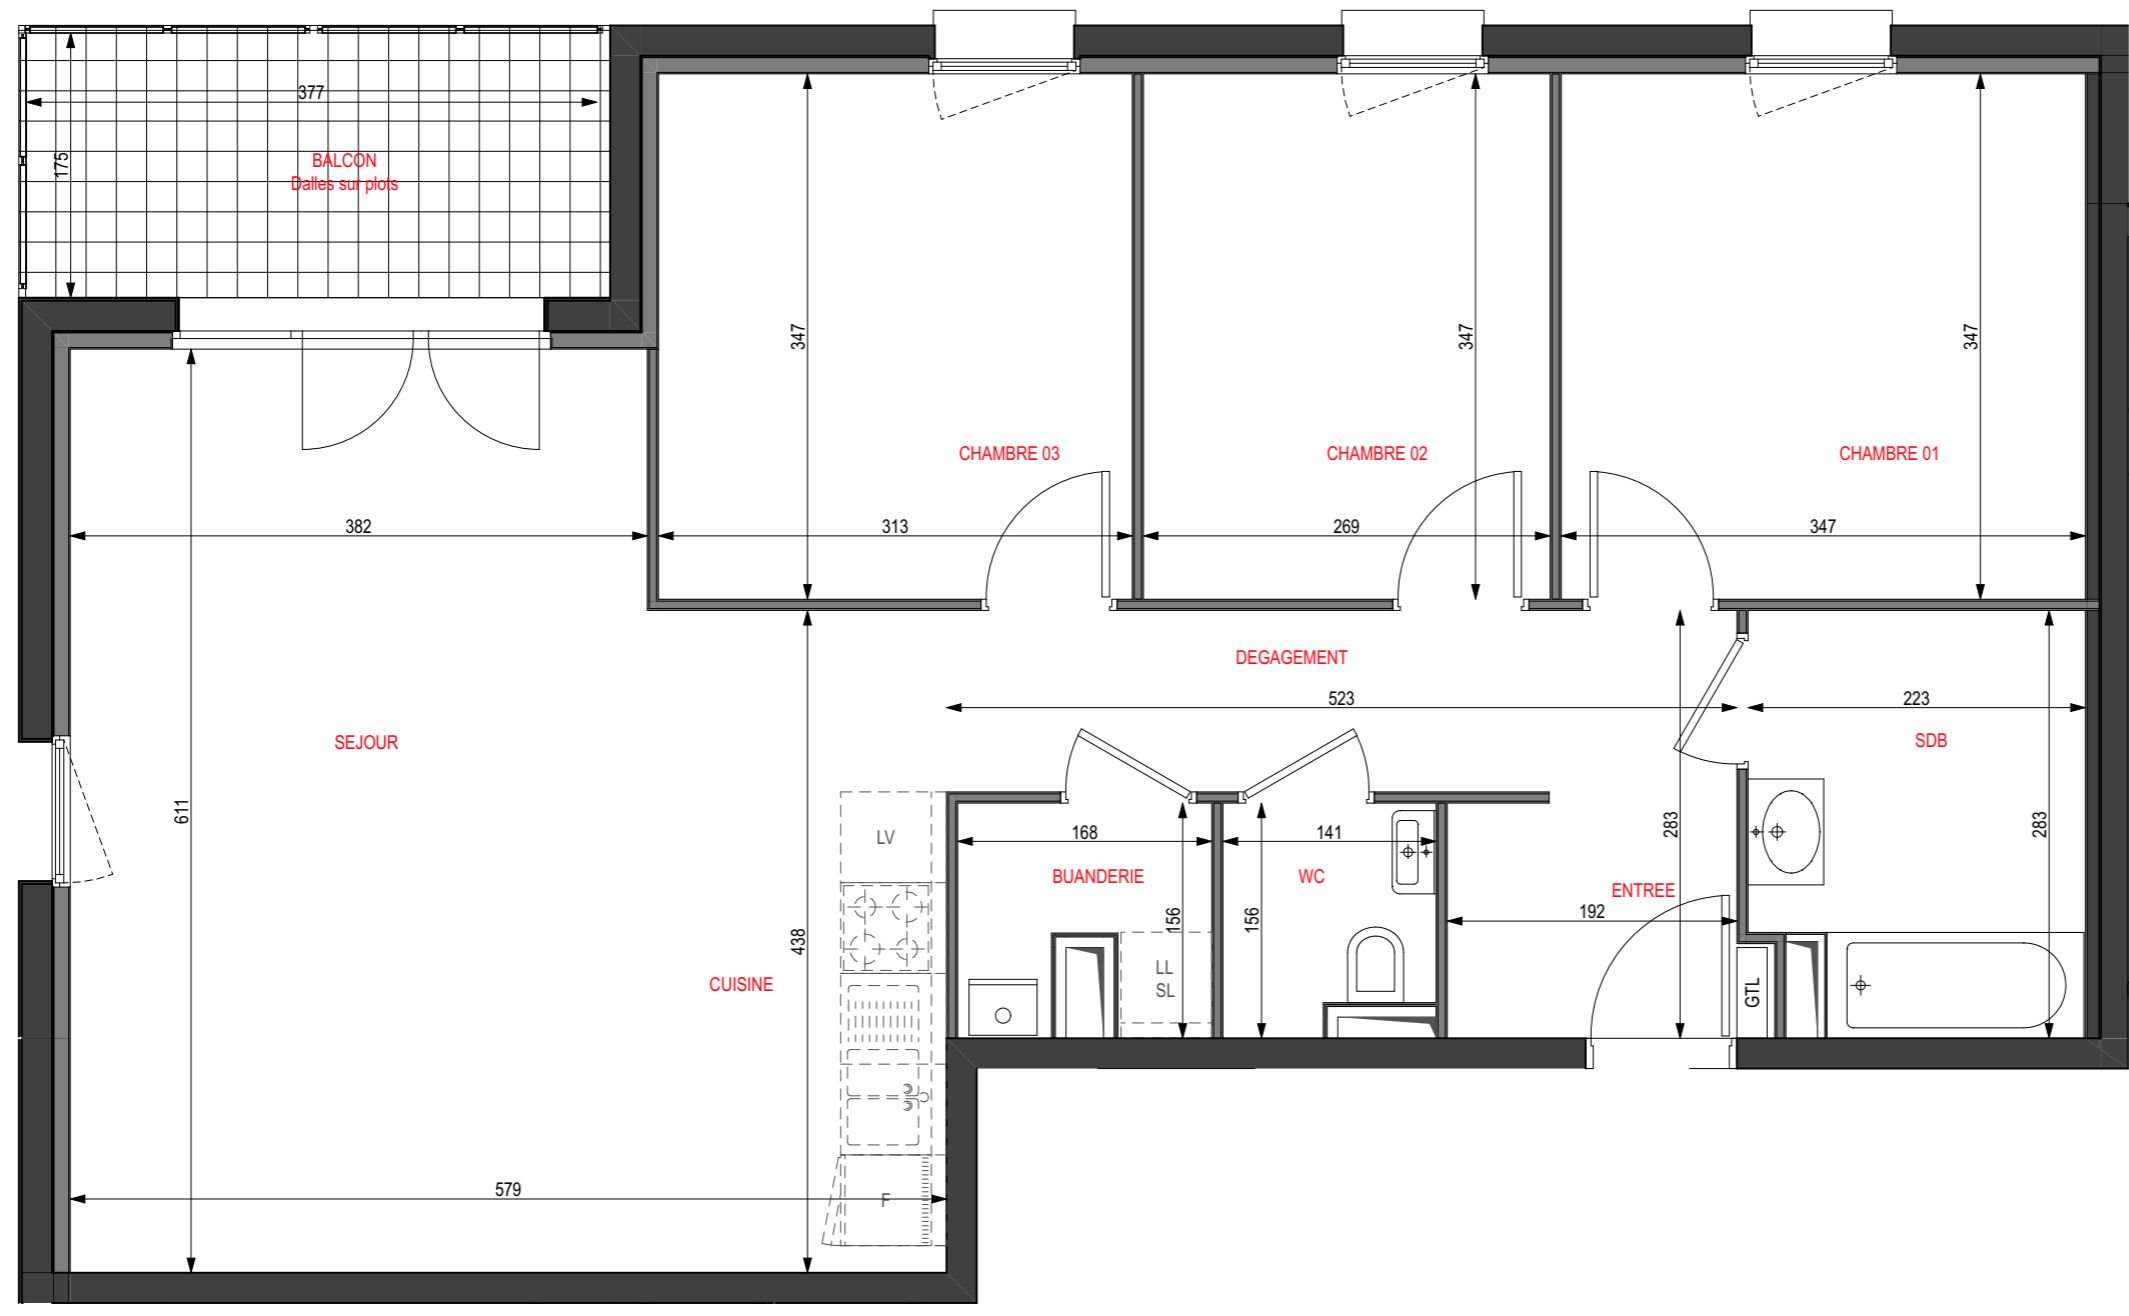 377
175
BALCON
Dalles sur plots
347
347
347
CHAMBRE 03
CHAMBRE 02
CHAMBRE 01
382
313
269
347
DEGAGEMENT
523
223
SEJOUR
SDB
611
LV
168
141
283
283
BUANDERIE
WC
ENTREE
156
156
192
438
CUISINE
LL
SL
GTL
579
F